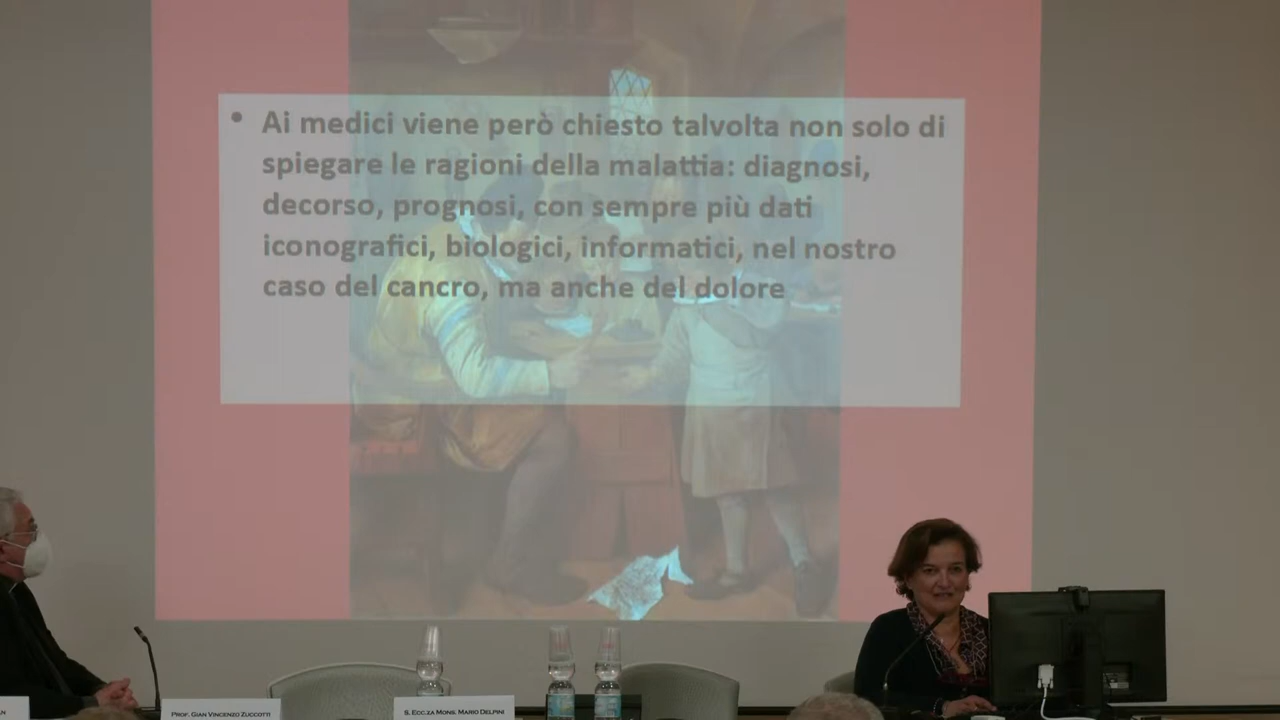 • Ai medici viene però chiesto talvolta non solo di
spiegare le ragioni della malattia: diagnosi,
decorso, prognosi, con sempre più dati
iconografici, biologici, informatici, nel nostro
caso del cancro, ma anche del dolore
PROF. GIAN VINCENZO ZUCCOTTI
S. ECC.ZA MONS. MARIO DELPINI